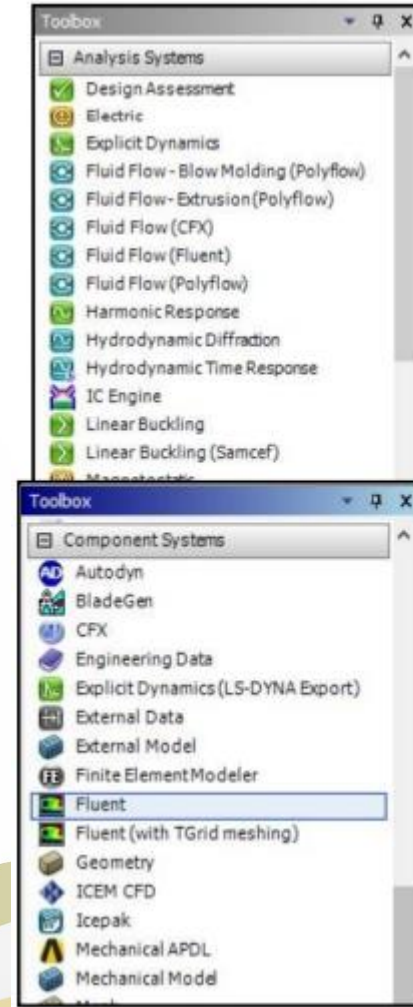 Toolbox
Analysis Systems
Design Assessment
Electric
Explicit Dynamics
Fluid Flow - Blow Molding (Polyflow)
Fluid Flow- Extrusion (Polyflow)
Fluid Flow (CFX)
Fluid Flow (Fluent)
Fluid Flow (Polyflow)
Harmonic Response
Hydrodynamic Diffraction
Hydrodynamic Time Response
IC Engine
Linear Buckling
Linear Buckling (Samcef)
Toolbox
Component Systems
AD Autodyn
BladeGen
CFX
Engineering Data
Explicit Dynamics (LS-DYNA Export)
External Data
External Model
FE Finite Element Modeler
Fluent
Fluent (with TGrid meshing)
Geometry
ICEM CFD
Icepak
Mechanical APDL
Mechanical Model